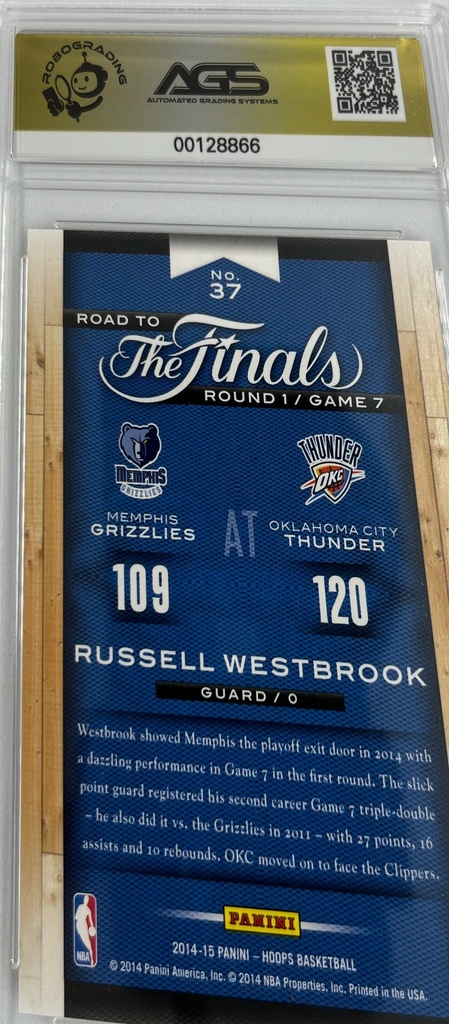 ROBOGRADING
AGS
AUTOMATED GRADING SYSTEMS
00128866
No.
37
ROAD TO
The Finals
ROUND 1 / GAME 7
MEMPHIS
GRIZZLIES
THUNDER
OKC
MEMPHIS
GRIZZLIES
AT
OKLAHOMA CITY
THUNDER
109
120
RUSSELL WESTBROOK
GUARD / 0
Westbrook showed Memphis the playoff exit door in 2014 with
a dazzling performance in Game 7 in the first round. The slick
point guard registered his second career Game 7 triple-double
– he also did it vs. the Grizzlies in 2011 – with 27 points, 16
assists and 10 rebounds. OKC moved on to face the Clippers.
NBA
PANINI
2014-15 PANINI – HOOPS BASKETBALL
© 2014 Panini America, Inc. © 2014 NBA Properties, Inc. Printed in the USA.